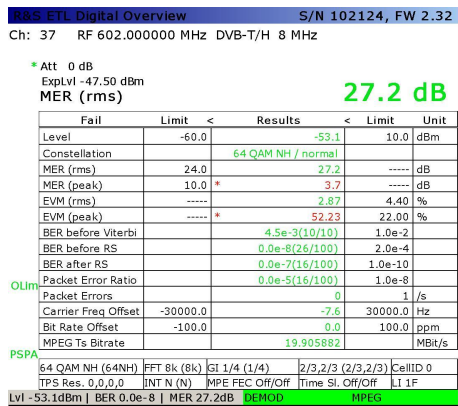 R&S ETL Digital Overview S/N 102124, FW 2.32
Ch: 37 RF 602.000000 MHz DVB-T/H 8 MHz
* Att 0 dB
ExpLvl -47.50 dBm
MER (rms) 27.2 dB
Fail Limit < Results < Limit Unit
Level -60.0 -53.1 10.0 dBm
Constellation 64 QAM NH / normal
MER (rms) 24.0 27.2 ----- dB
MER (peak) 10.0 * 3.7 ----- dB
EVM (rms) ----- 2.87 4.40 %
EVM (peak) ----- * 52.23 22.00 %
BER before Viterbi 4.5e-3(10/10) 1.0e-2
BER before RS 0.0e-8(26/100) 2.0e-4
BER after RS 0.0e-7(16/100) 1.0e-10
Packet Error Ratio 0.0e-5(16/100) 1.0e-8
OLim
Packet Errors 0 1 /s
Carrier Freq Offset -30000.0 -7.6 30000.0 Hz
Bit Rate Offset -100.0 0.0 100.0 ppm
MPEG Ts Bitrate 19.905882 MBit/s
PSPA
64 QAM NH (64NH) FFT 8k (8k) GI 1/4 (1/4) 2/3,2/3 (2/3,2/3) CellID 0
TPS Res. 0,0,0,0 INT N (N) MPE FEC Off/Off Time Sl. Off/Off LI 1F
Lvl -53.1dBm | BER 0.0e-8 | MER 27.2dB DEMOD MPEG